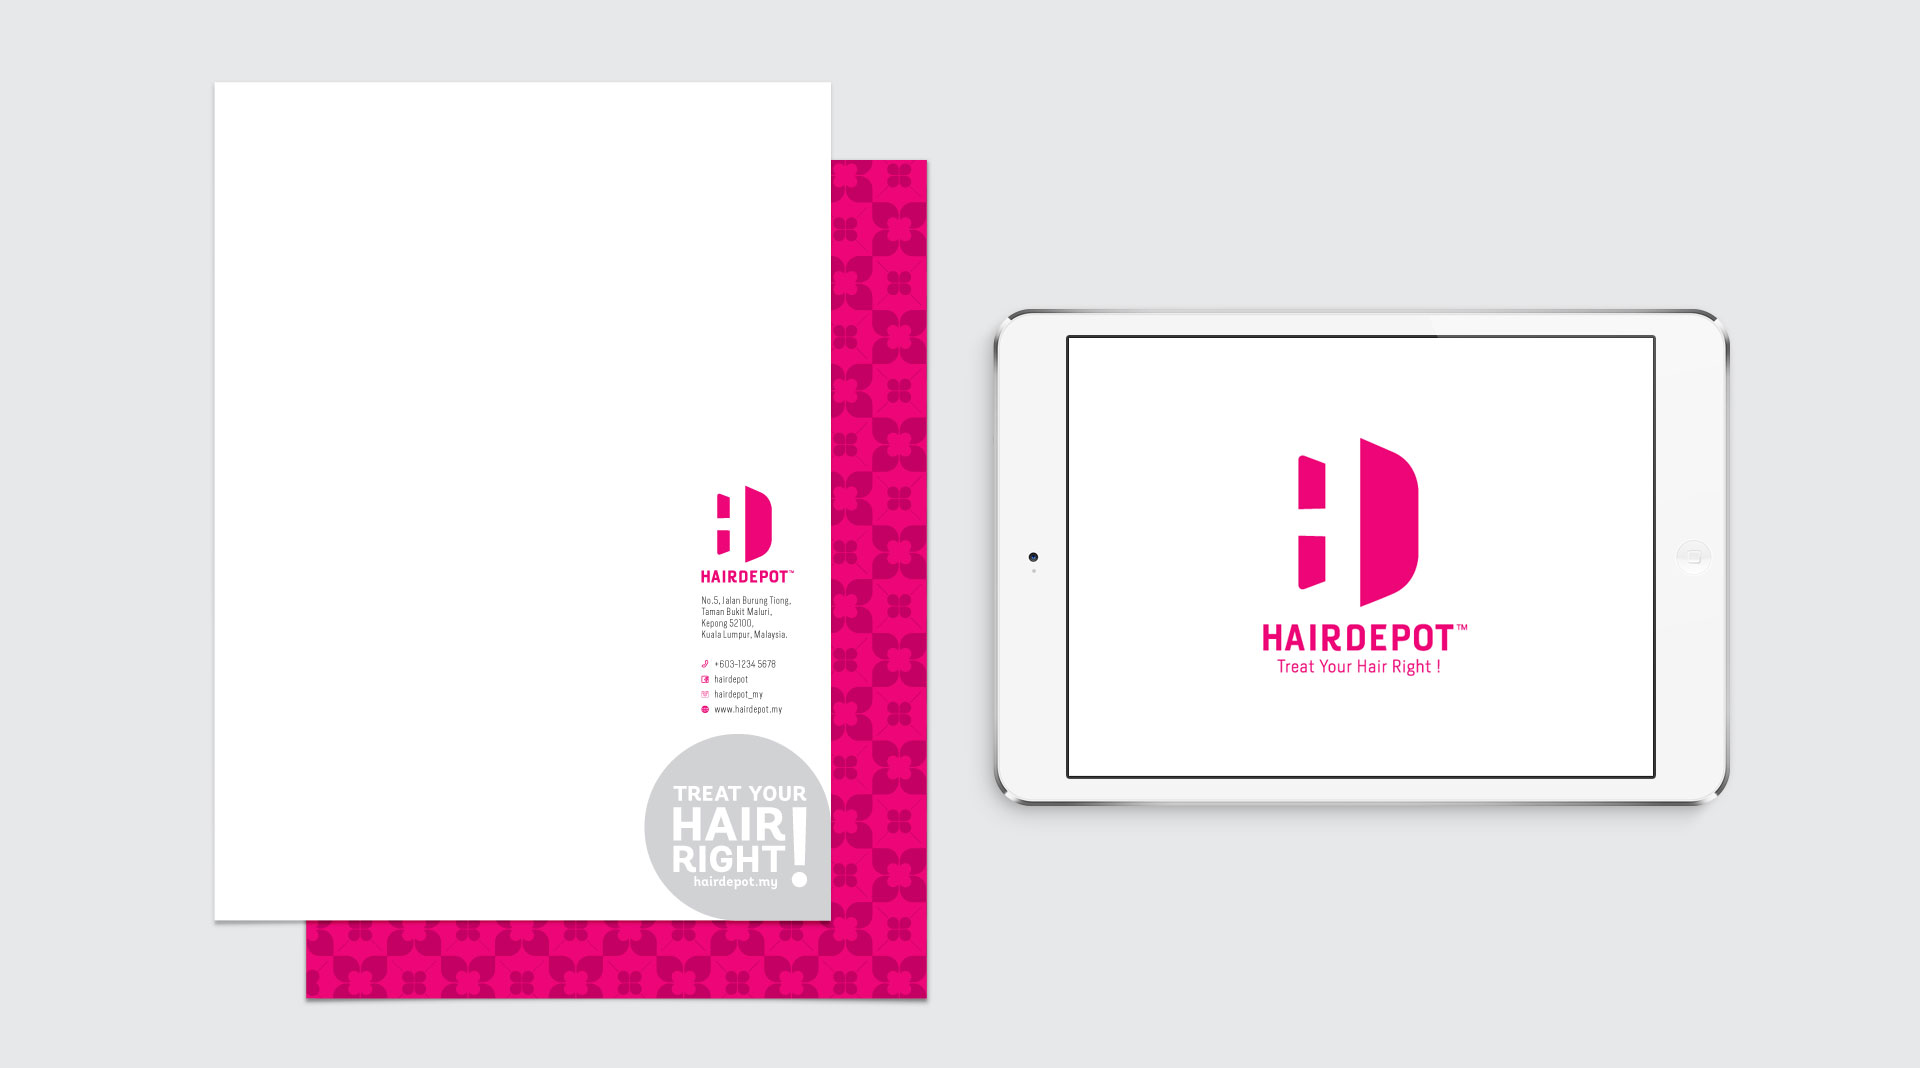 HAIRDEPOT™
No.5, Jalan Burung Tiong,
Taman Bukit Maluri,
Kepong 52100,
Kuala Lumpur, Malaysia.
+603-1234 5678
hairdepot
hairdepot_my
www.hairdepot.my
TREAT YOUR
HAIR
RIGHT!
hairdepot.my
HAIRDEPOT™
Treat Your Hair Right !